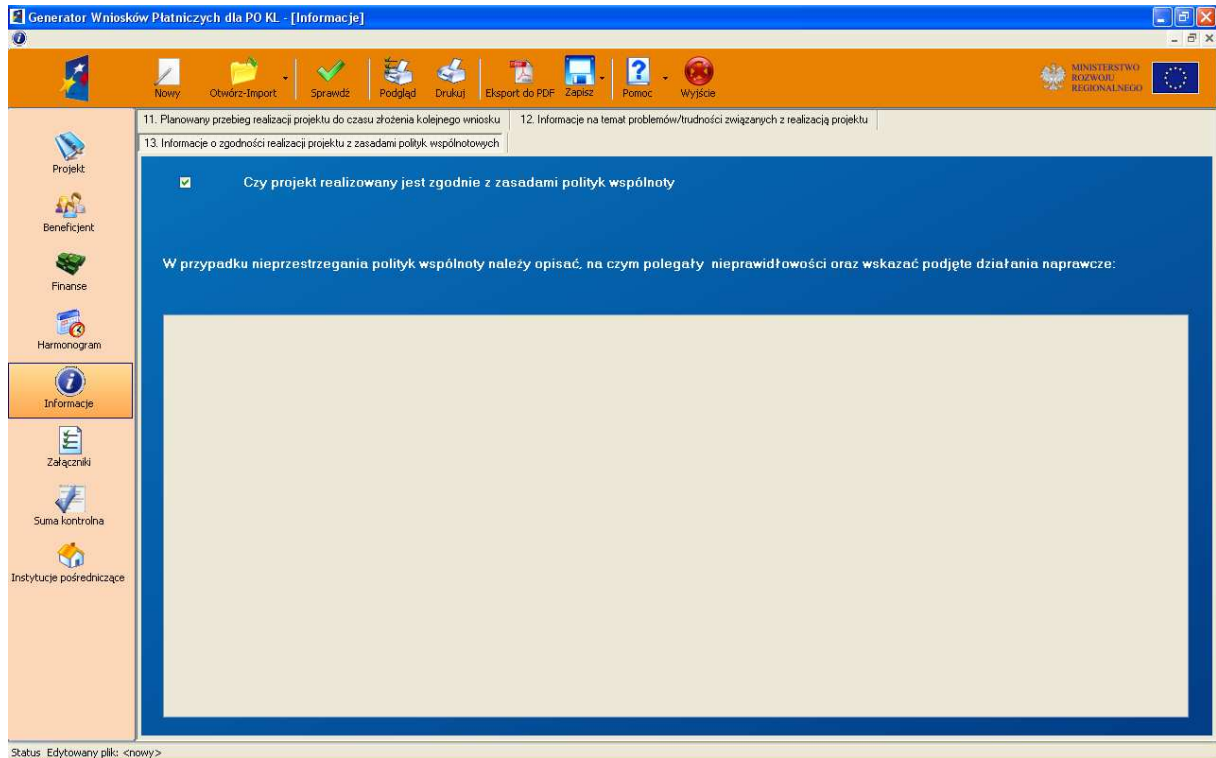 Generator Wniosków Płatniczych dla PO KL - [Informacje]
Nowy Otwórz-Import Sprawdź Podgląd Drukuj Eksport do PDF Zapisz Pomoc Wyjście
MINISTERSTWO
ROZWOJU
REGIONALNEGO
11. Planowany przebieg realizacji projektu do czasu złożenia kolejnego wniosku
12. Informacje na temat problemów/trudności związanych z realizacją projektu
13. Informacje o zgodności realizacji projektu z zasadami polityk wspólnotowych
Projekt
Beneficjent
Finanse
Harmonogram
Informacje
Załączniki
Suma kontrolna
Instytucje pośredniczące
Czy projekt realizowany jest zgodnie z zasadami polityk wspólnoty
W przypadku nieprzestrzegania polityk wspólnoty należy opisać, na czym polegały nieprawidłowości oraz wskazać podjęte działania naprawcze:
Status Edytowany plik: <nowy>